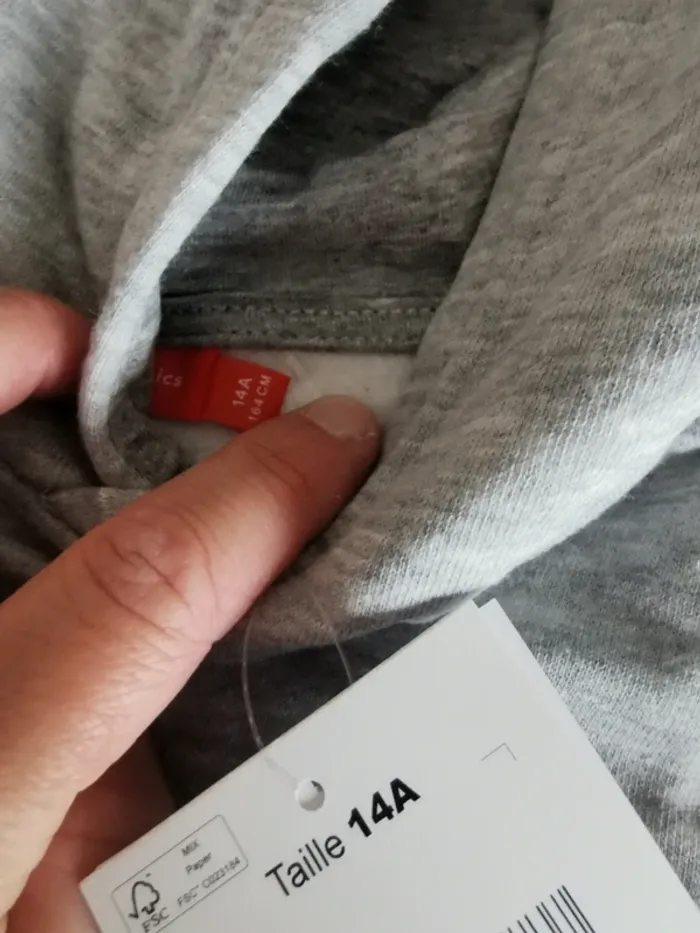 ics
14A
164 CM
Taille 14A
MIX
Paper
FSC